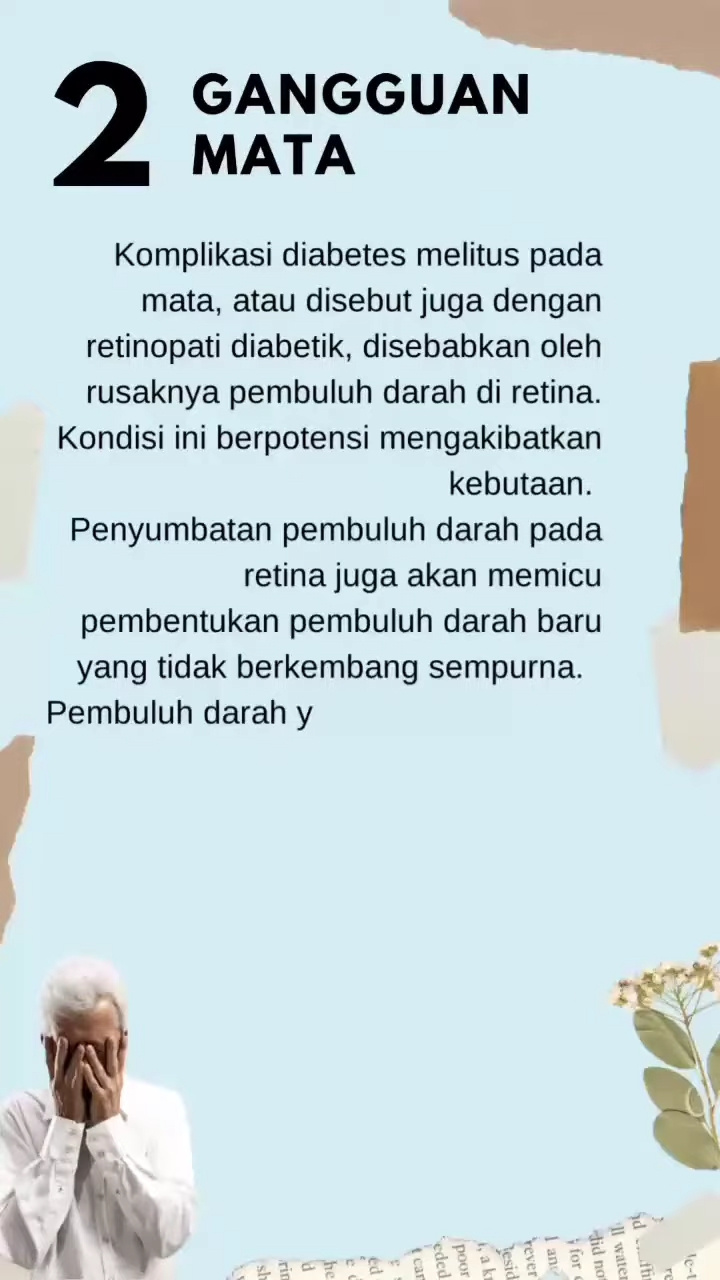 2
GANGGUAN
MATA
Komplikasi diabetes melitus pada
mata, atau disebut juga dengan
retinopati diabetik, disebabkan oleh
rusaknya pembuluh darah di retina.
Kondisi ini berpotensi mengakibatkan
kebutaan.
Penyumbatan pembuluh darah pada
retina juga akan memicu
pembentukan pembuluh darah baru
yang tidak berkembang sempurna.
Pembuluh darah y